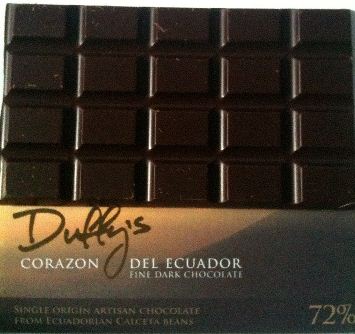 Duffy's
CORAZON DEL ECUADOR
FINE DARK CHOCOLATE
SINGLE ORIGIN ARTISAN CHOCOLATE
FROM ECUADORIAN CALCETA BEANS
72%